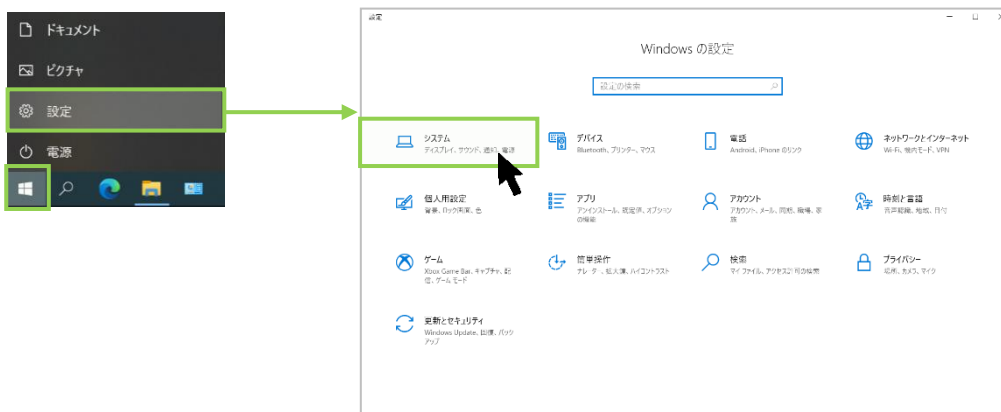 ドキュメント
ピクチャ
設定
電源
設定
Windows の設定
設定の検索
システム
ディスプレイ、サウンド、通知、電源
デバイス
Bluetooth、プリンター、マウス
電話
Android、iPhone のリンク
ネットワークとインターネット
Wi-Fi、機内モード、VPN
個人用設定
背景、ロック画面、色
アプリ
アンインストール、既定値、オプション
の機能
アカウント
アカウント、メール、同期、職場、家
族
時刻と言語
音声認識、地域、日付
ゲーム
Xbox Game Bar、キャプチャ、配
信、ゲーム モード
簡単操作
ナレーター、拡大鏡、ハイコントラスト
検索
マイ ファイル、アクセス許可の検索
プライバシー
場所、カメラ、マイク
更新とセキュリティ
Windows Update、回復、バック
アップ